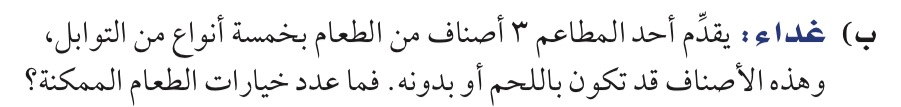 ب) غداء: يقدِّم أحد المطاعم ٣ أصناف من الطعام بخمسة أنواع من التوابل،
وهذه الأصناف قد تكون باللحم أو بدونه. فما عدد خيارات الطعام الممكنة؟